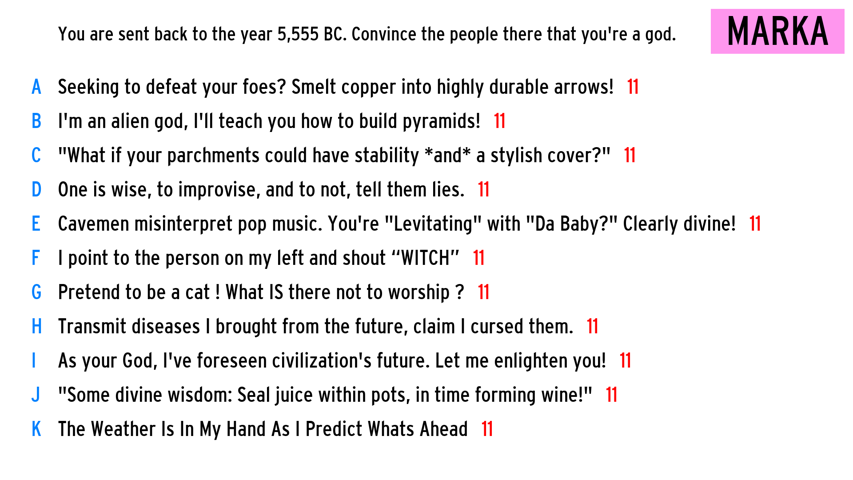 You are sent back to the year 5,555 BC. Convince the people there that you're a god.
MARKA
A Seeking to defeat your foes? Smelt copper into highly durable arrows! 11
B I'm an alien god, I'll teach you how to build pyramids! 11
C "What if your parchments could have stability *and* a stylish cover?" 11
D One is wise, to improvise, and to not, tell them lies. 11
E Cavemen misinterpret pop music. You're "Levitating" with "Da Baby?" Clearly divine! 11
F I point to the person on my left and shout “WITCH” 11
G Pretend to be a cat ! What IS there not to worship ? 11
H Transmit diseases I brought from the future, claim I cursed them. 11
I As your God, I've foreseen civilization's future. Let me enlighten you! 11
J "Some divine wisdom: Seal juice within pots, in time forming wine!" 11
K The Weather Is In My Hand As I Predict Whats Ahead 11